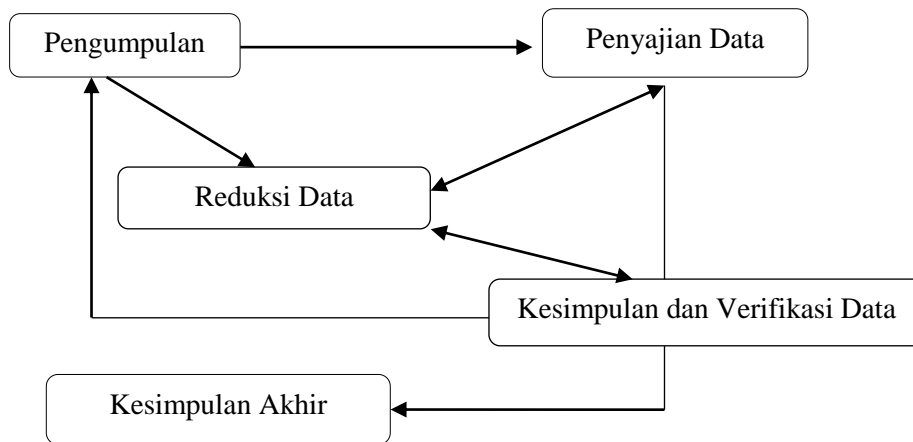 Pengumpulan
Penyajian Data
Reduksi Data
Kesimpulan dan Verifikasi Data
Kesimpulan Akhir